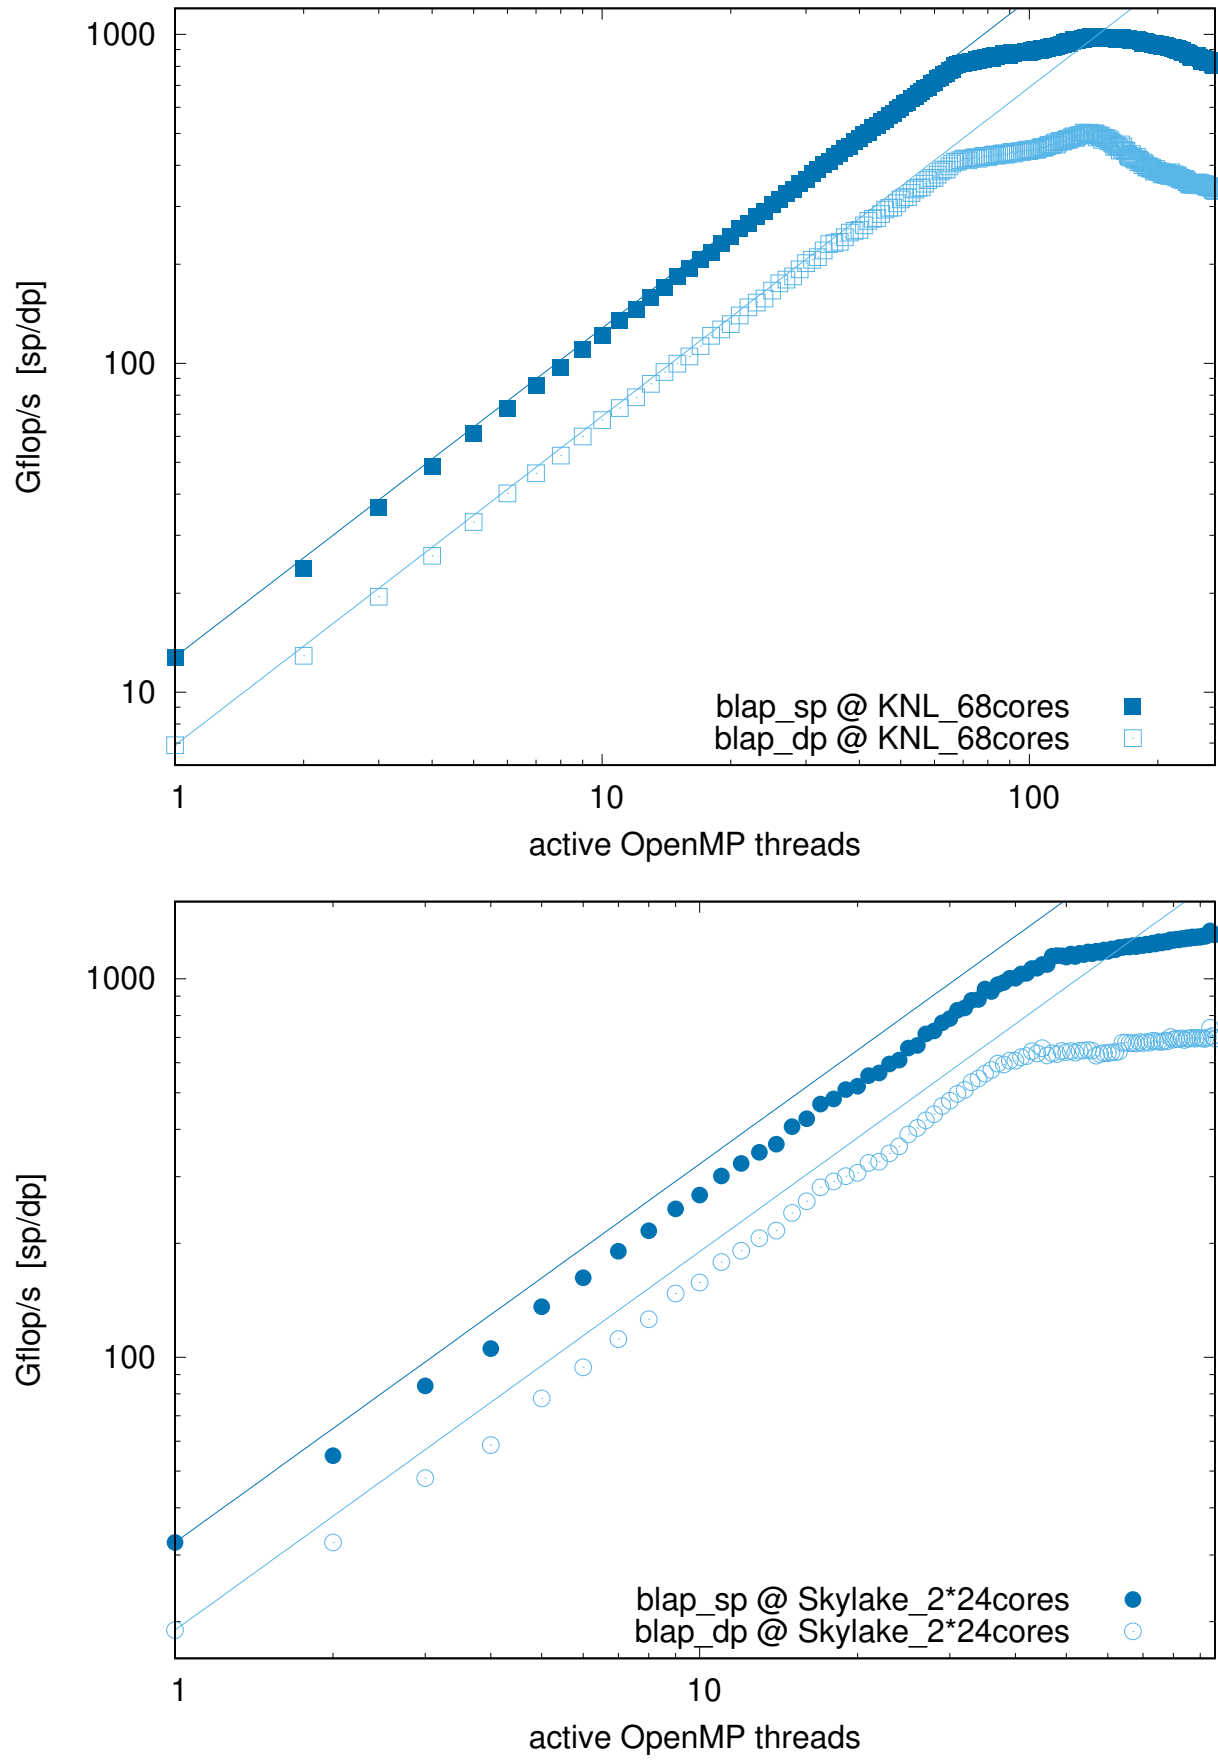 1000
100
10
Gflop/s [sp/dp]
blap_sp @ KNL_68cores
blap_dp @ KNL_68cores
1
10
100
active OpenMP threads
1000
100
Gflop/s [sp/dp]
blap_sp @ Skylake_2*24cores
blap_dp @ Skylake_2*24cores
1
10
active OpenMP threads